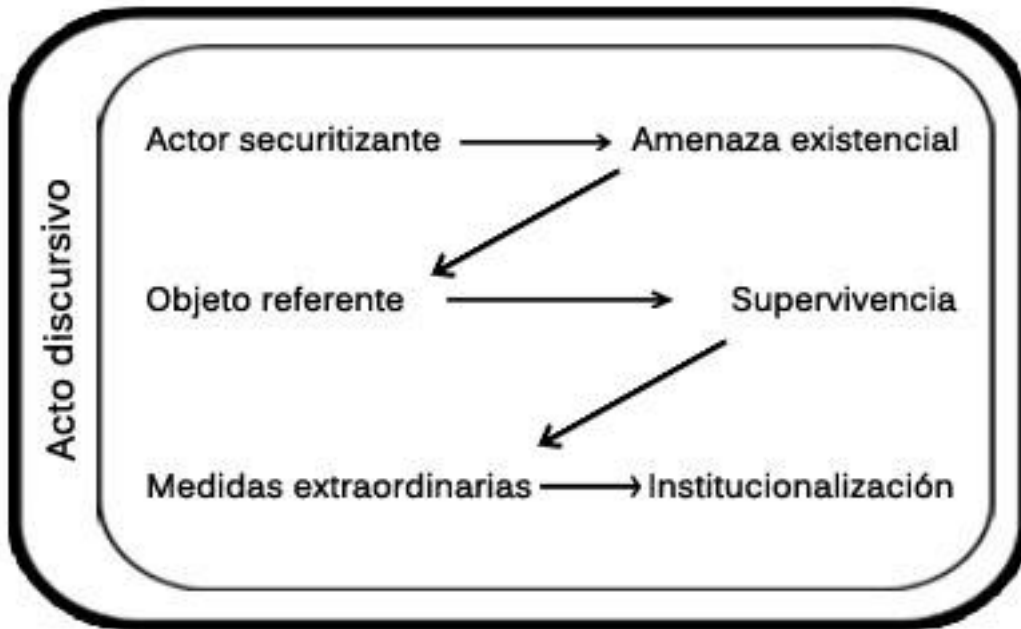 Acto discursivo
Actor securitizante
Amenaza existencial
Objeto referente
Supervivencia
Medidas extraordinarias
Institucionalización